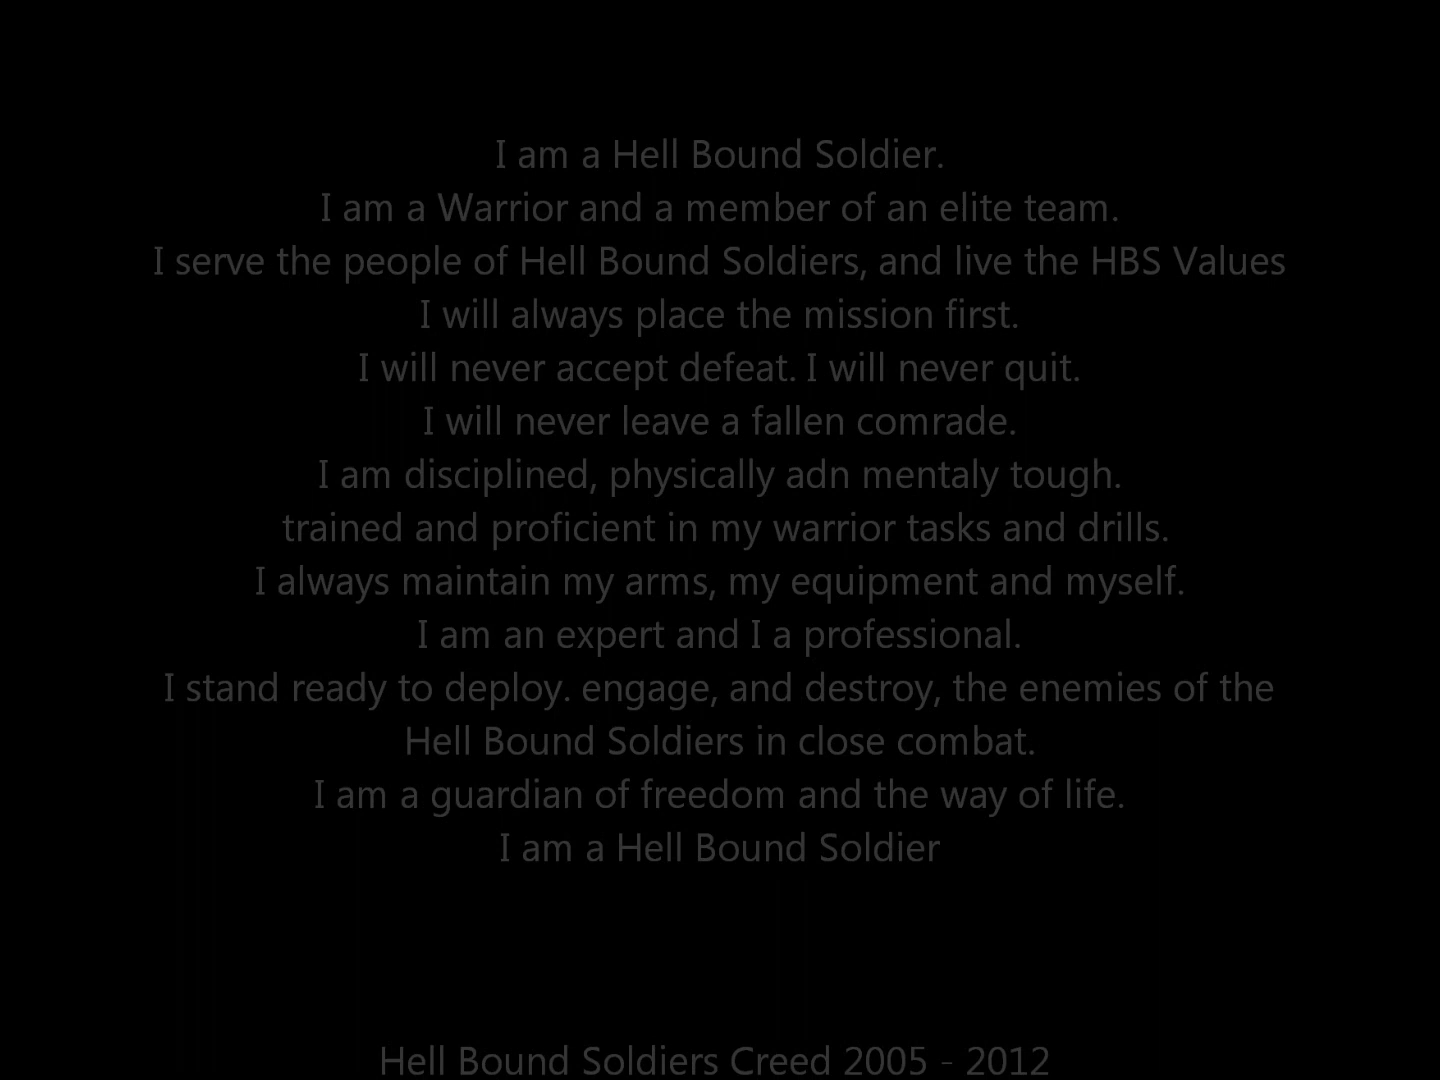 I am a Hell Bound Soldier.
I am a Warrior and a member of an elite team.
I serve the people of Hell Bound Soldiers, and live the HBS Values
I will always place the mission first.
I will never accept defeat. I will never quit.
I will never leave a fallen comrade.
I am disciplined, physically adn mentaly tough.
trained and proficient in my warrior tasks and drills.
I always maintain my arms, my equipment and myself.
I am an expert and I a professional.
I stand ready to deploy. engage, and destroy, the enemies of the
Hell Bound Soldiers in close combat.
I am a guardian of freedom and the way of life.
I am a Hell Bound Soldier
Hell Bound Soldiers Creed 2005 - 2012